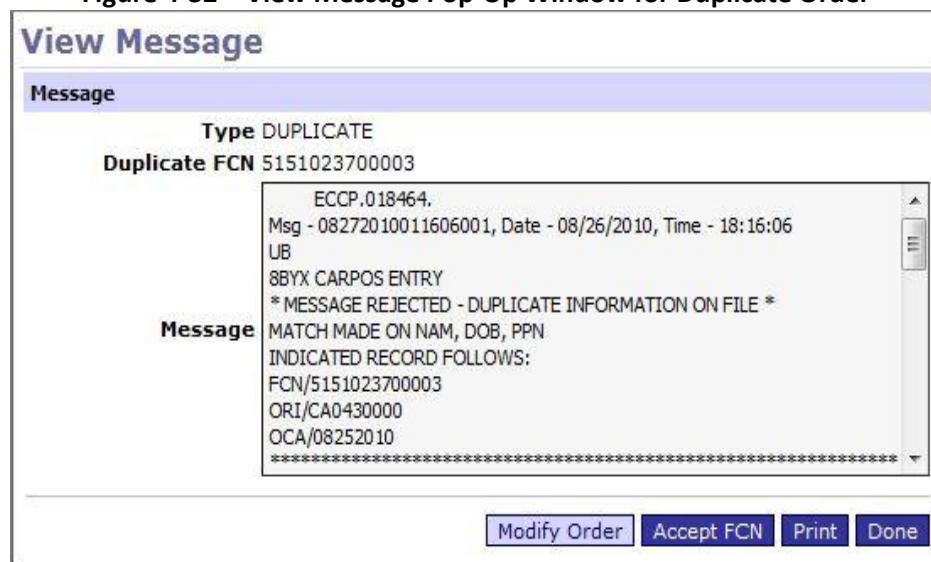 Figure View Message Pop-Up Window for Duplicate Order
View Message
Message
Type DUPLICATE
Duplicate FCN 5151023700003
Message
ECCP.018464.
Msg - 08272010011606001, Date - 08/26/2010, Time - 18:16:06
UB
8BYX CARPOS ENTRY
* MESSAGE REJECTED - DUPLICATE INFORMATION ON FILE *
MATCH MADE ON NAM, DOB, PPN
INDICATED RECORD FOLLOWS:
FCN/5151023700003
ORI/CA0430000
OCA/08252010
****************************************************************
Modify Order Accept FCN Print Done